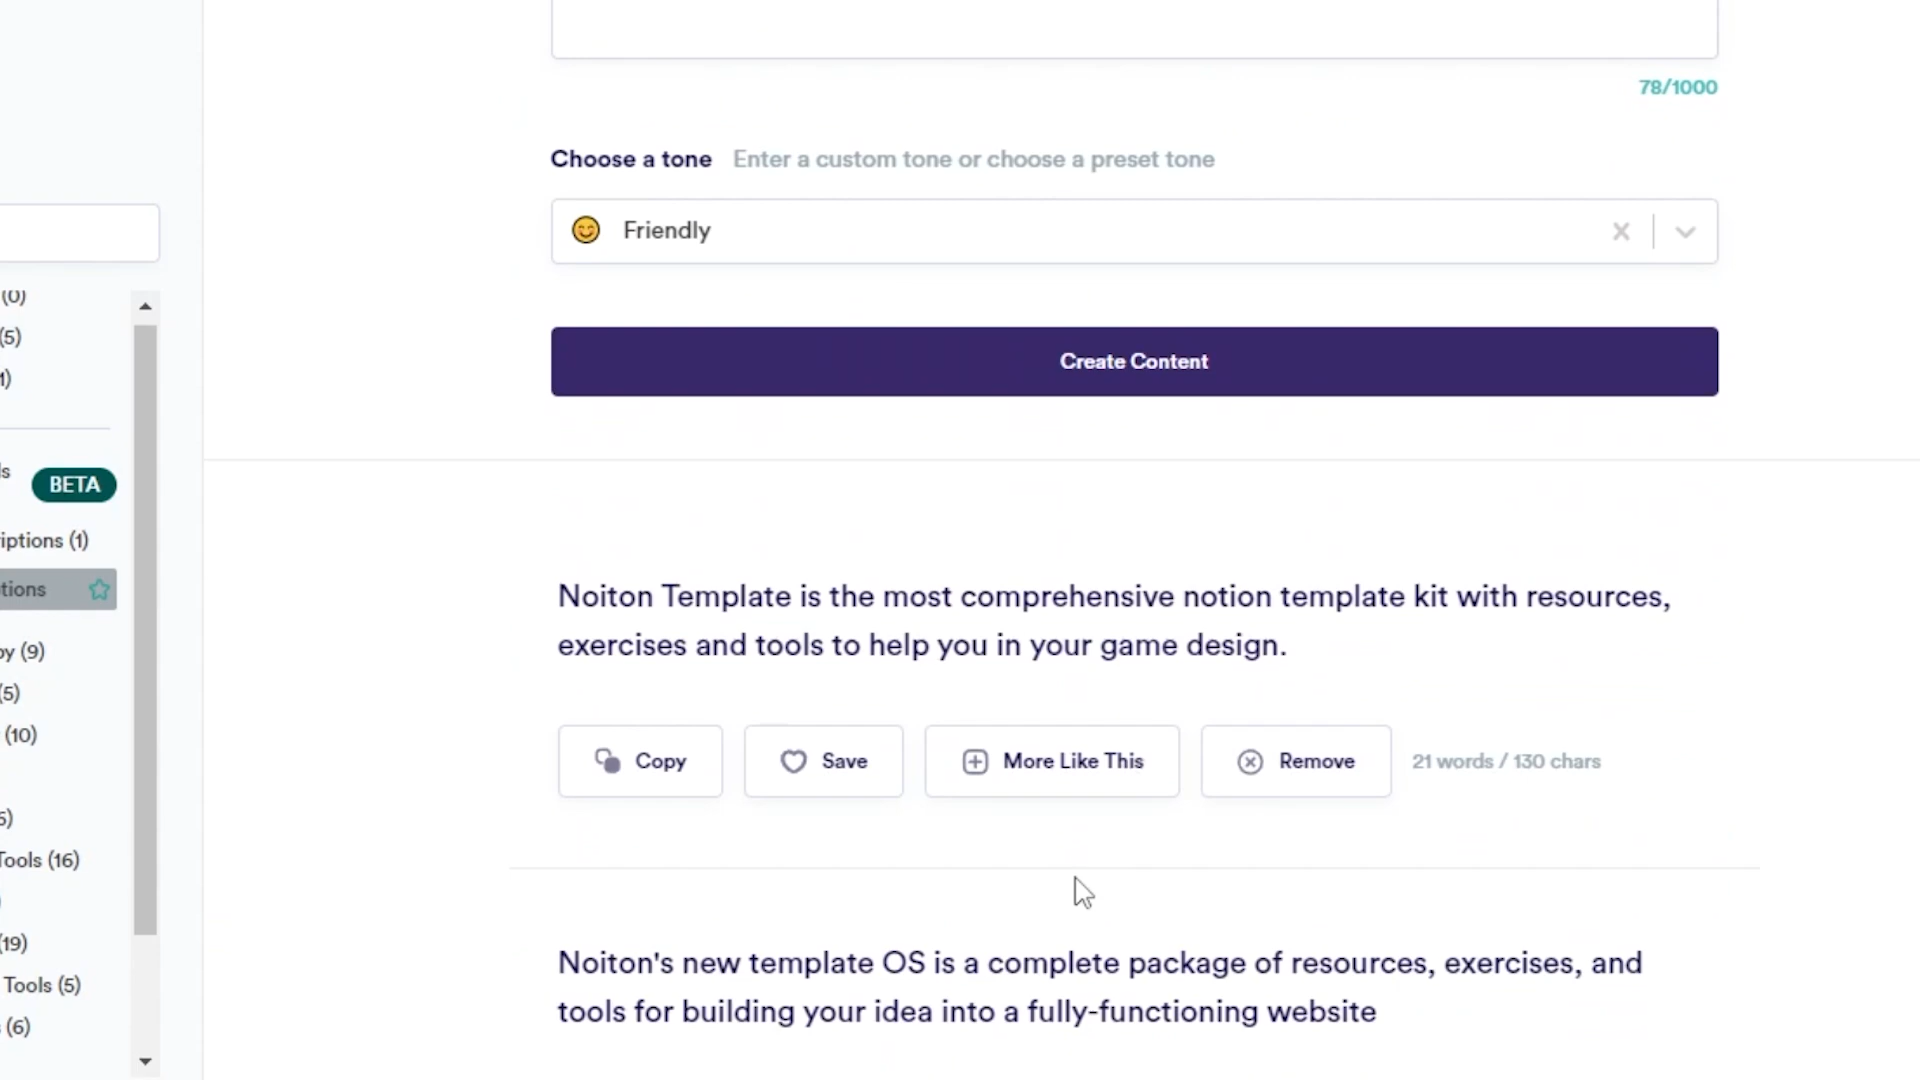 78/1000
Choose a tone Enter a custom tone or choose a preset tone
Friendly
Create Content
(0)
(5)
BETA
iptions (1)
tions
(9)
(5)
(10)
Tools (16)
(19)
Tools (5)
(6)
Noiton Template is the most comprehensive notion template kit with resources,
exercises and tools to help you in your game design.
Copy Save More Like This Remove 21 words / 130 chars
Noiton's new template OS is a complete package of resources, exercises, and
tools for building your idea into a fully-functioning website